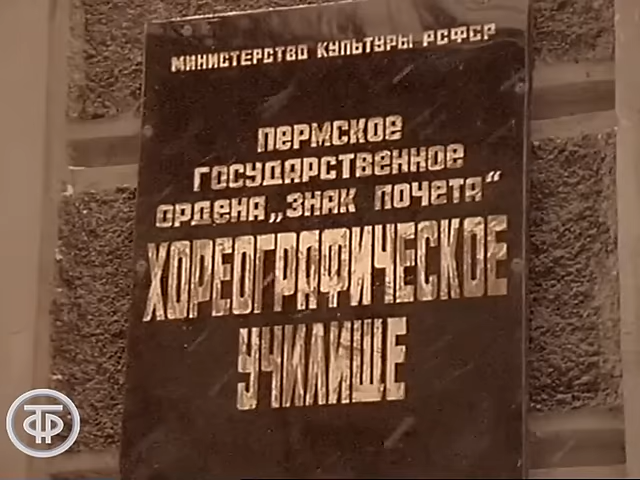 МИНИСТЕРСТВО КУЛЬТУРЫ РСФСР
ПЕРМСКОЕ
ГОСУДАРСТВЕННОЕ
ОРДЕНА „ЗНАК ПОЧЕТА“
ХОРЕОГРАФИЧЕСКОЕ
УЧИЛИЩЕ